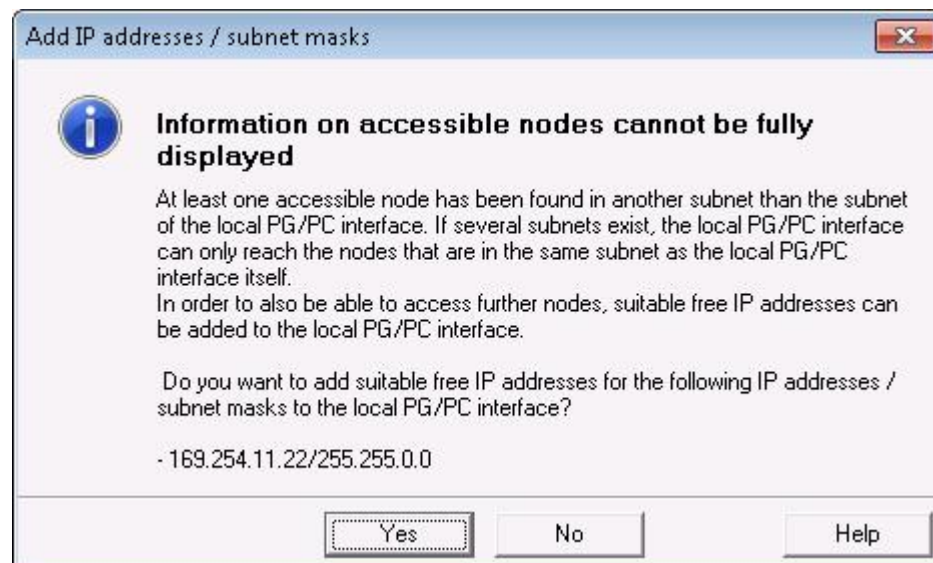 Add IP addresses / subnet masks
Information on accessible nodes cannot be fully
displayed
At least one accessible node has been found in another subnet than the subnet
of the local PG/PC interface. If several subnets exist, the local PG/PC interface
can only reach the nodes that are in the same subnet as the local PG/PC
interface itself.
In order to also be able to access further nodes, suitable free IP addresses can
be added to the local PG/PC interface.
Do you want to add suitable free IP addresses for the following IP addresses /
subnet masks to the local PG/PC interface?
- 169.254.11.22/255.255.0.0
Yes
No
Help